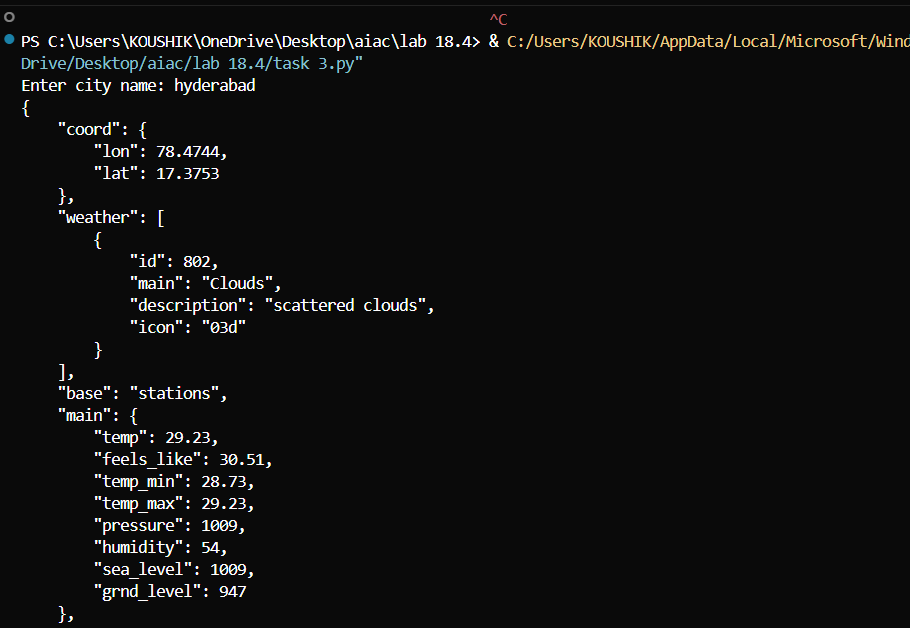 ^C
PS C:\Users\KOUSHIK\OneDrive\Desktop\aiac\lab 18.4> & C:/Users/KOUSHIK/AppData/Local/Microsoft/Wind
Drive/Desktop/aiac/lab 18.4/task 3.py"
Enter city name: hyderabad
{
    "coord": {
        "lon": 78.4744,
        "lat": 17.3753
    },
    "weather": [
        {
            "id": 802,
            "main": "Clouds",
            "description": "scattered clouds",
            "icon": "03d"
        }
    ],
    "base": "stations",
    "main": {
        "temp": 29.23,
        "feels_like": 30.51,
        "temp_min": 28.73,
        "temp_max": 29.23,
        "pressure": 1009,
        "humidity": 54,
        "sea_level": 1009,
        "grnd_level": 947
    },